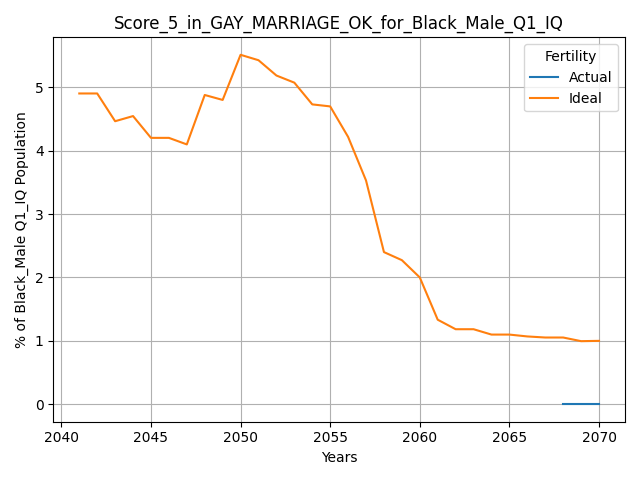 Score_5_in_GAY_MARRIAGE_OK_for_Black_Male_Q1_IQ
Fertility
Actual
Ideal
% of Black_Male Q1_IQ Population
5
4
3
2
1
0
2040 2045 2050 2055 2060 2065 2070
Years